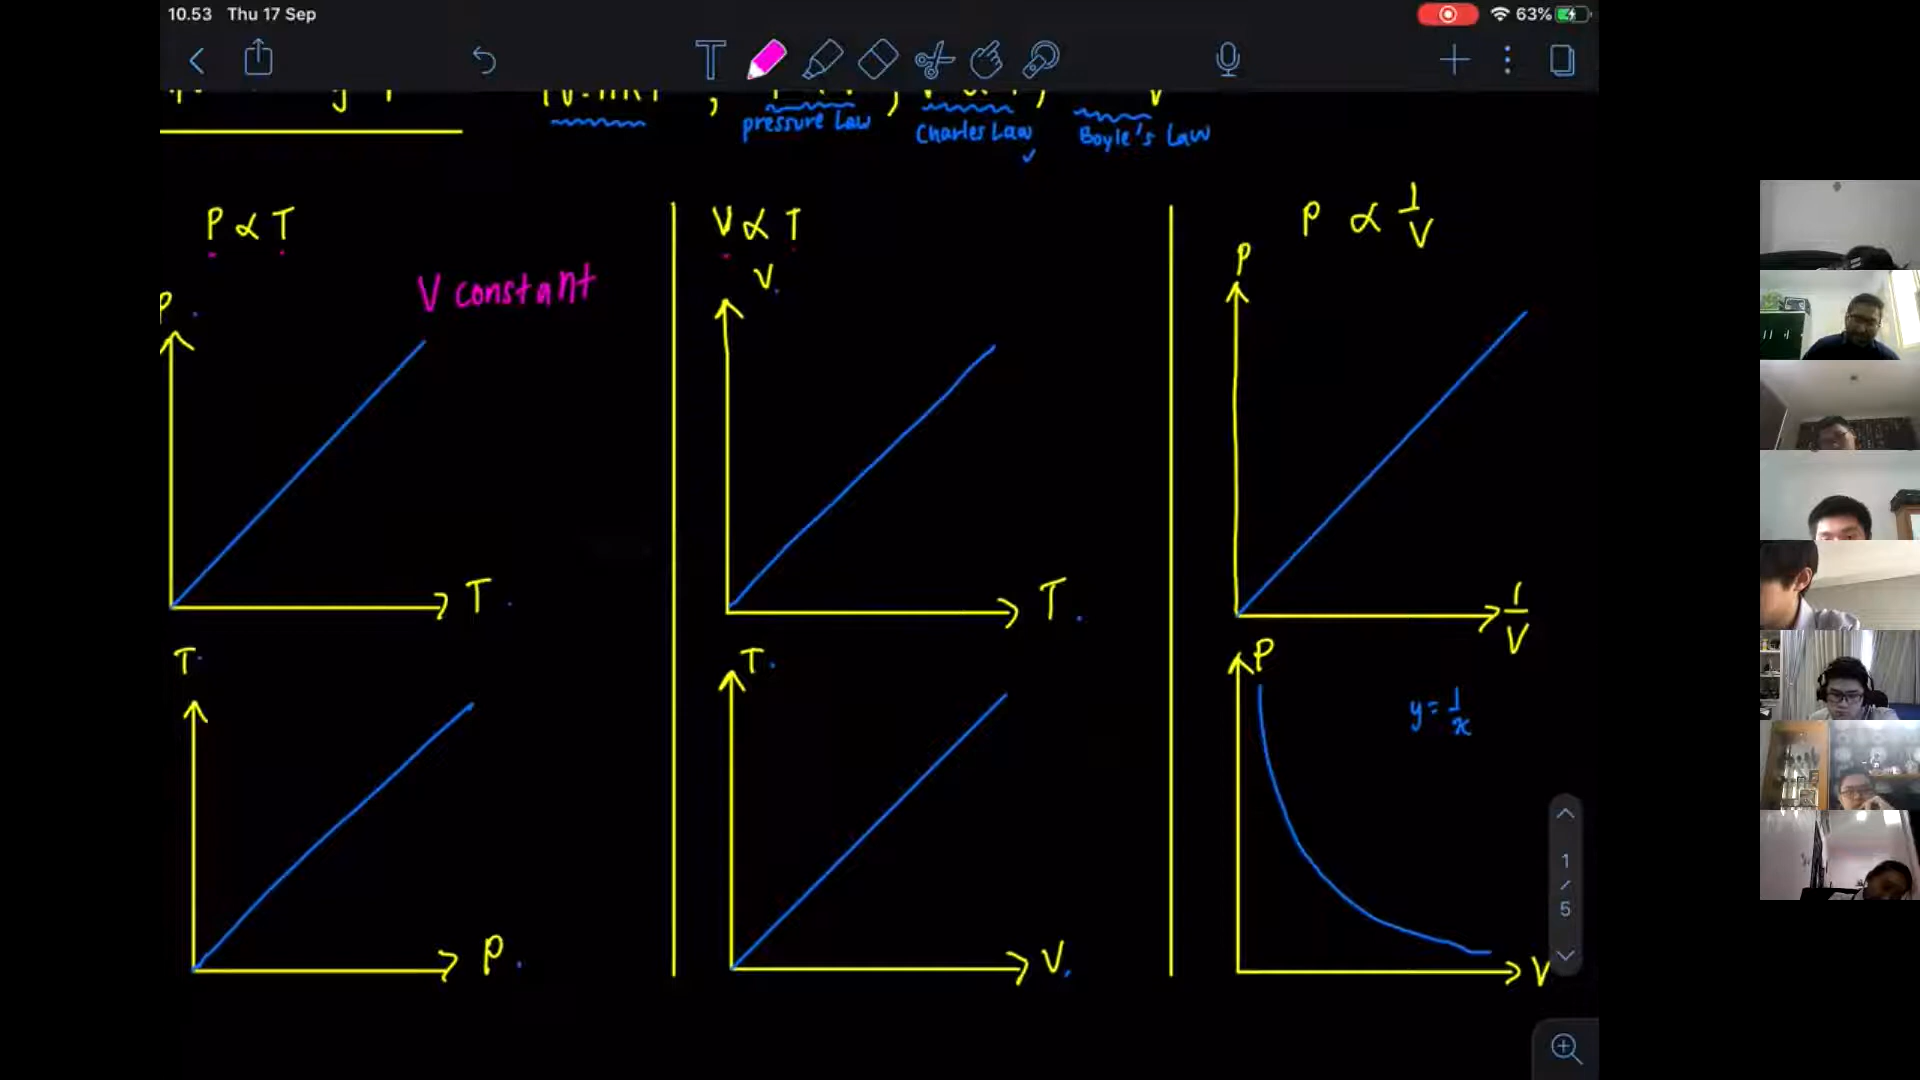 10.53 Thu 17 Sep
63%
T
pressure Law
Charles Law
Boyle's Law
P ∝ T
V constant
P
T
T
P
V ∝ T
V
T
T
V
P ∝ 1/V
P
1/V
P
y = 1/x
V
1
/
5